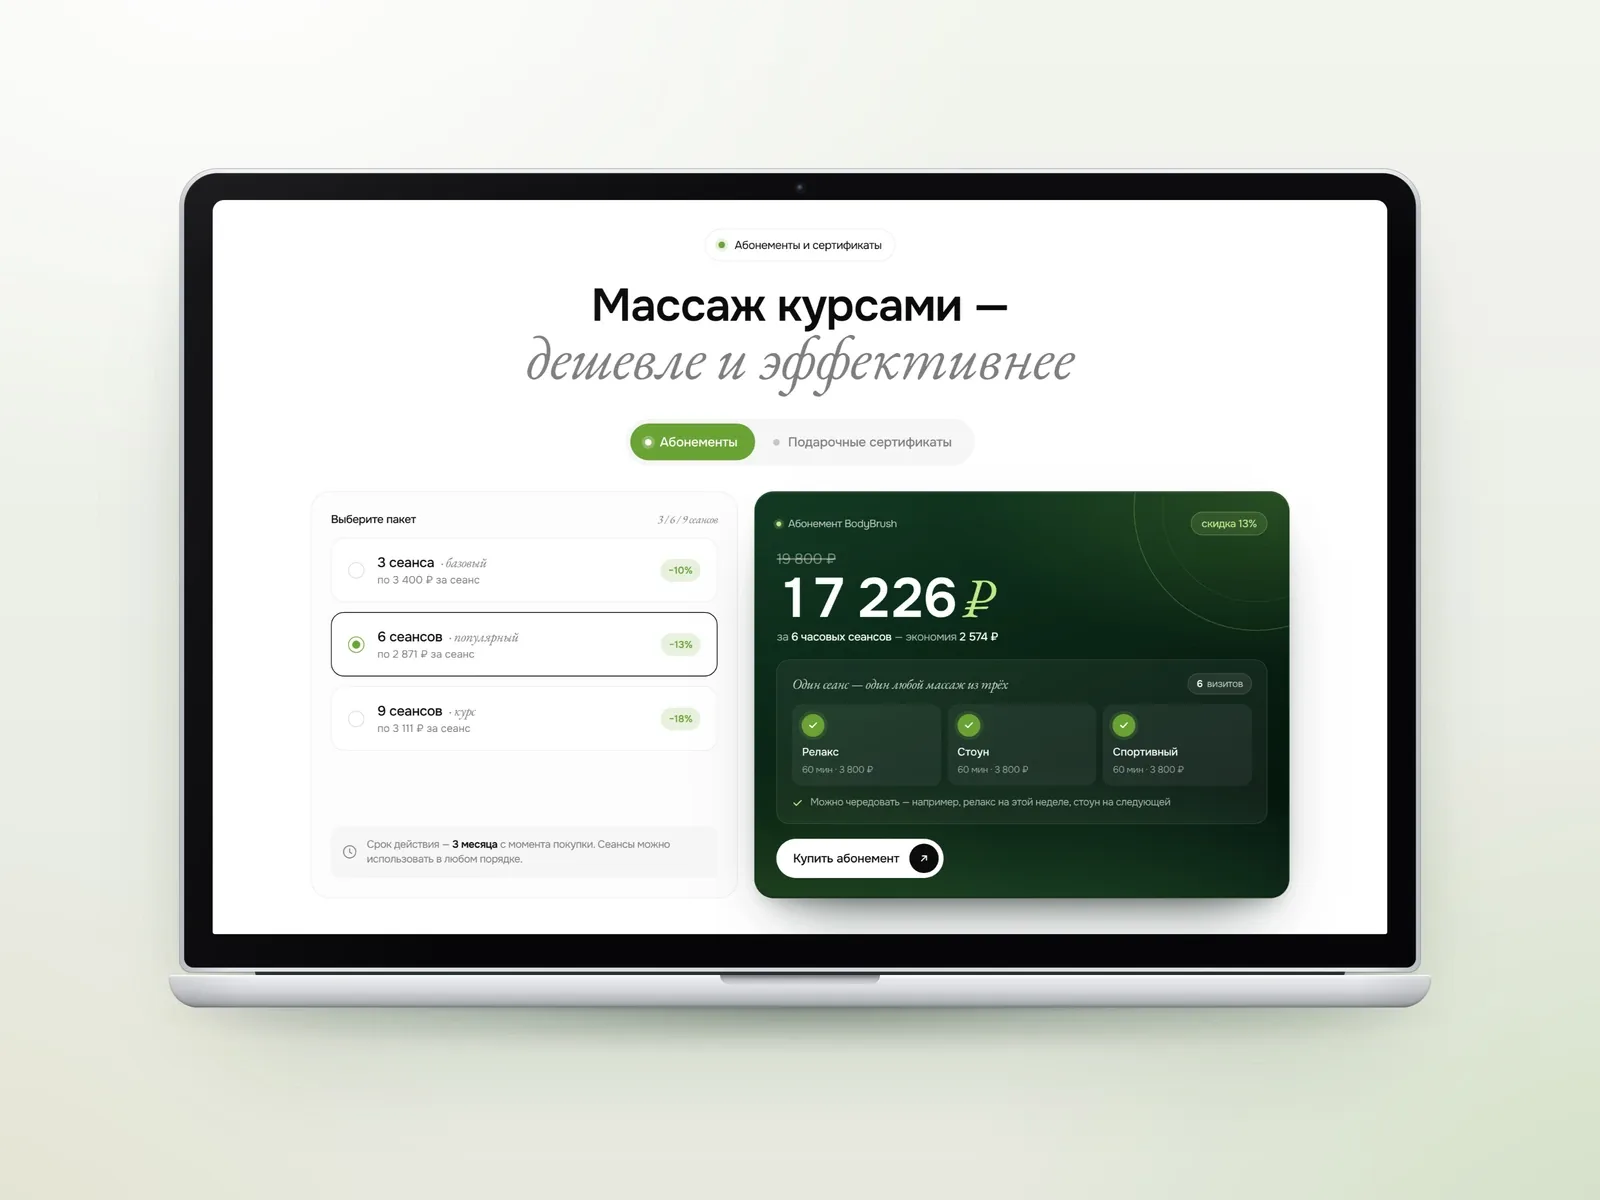 Абонементы и сертификаты
Массаж курсами —
дешевле и эффективнее
Абонементы
Подарочные сертификаты
Выберите пакет
3 / 6 / 9 сеансов
3 сеанса · базовый
по 3 400 ₽ за сеанс
−10%
6 сеансов · популярный
по 2 871 ₽ за сеанс
−13%
9 сеансов · курс
по 3 111 ₽ за сеанс
−18%
Срок действия — 3 месяца с момента покупки. Сеансы можно
использовать в любом порядке.
Абонемент BodyBrush
скидка 13%
19 800 ₽
17 226 ₽
за 6 часовых сеансов — экономия 2 574 ₽
Один сеанс — один любой массаж из трёх
6 визитов
Релакс
60 мин · 3 800 ₽
Стоун
60 мин · 3 800 ₽
Спортивный
60 мин · 3 800 ₽
Можно чередовать — например, релакс на этой неделе, стоун на следующей
Купить абонемент